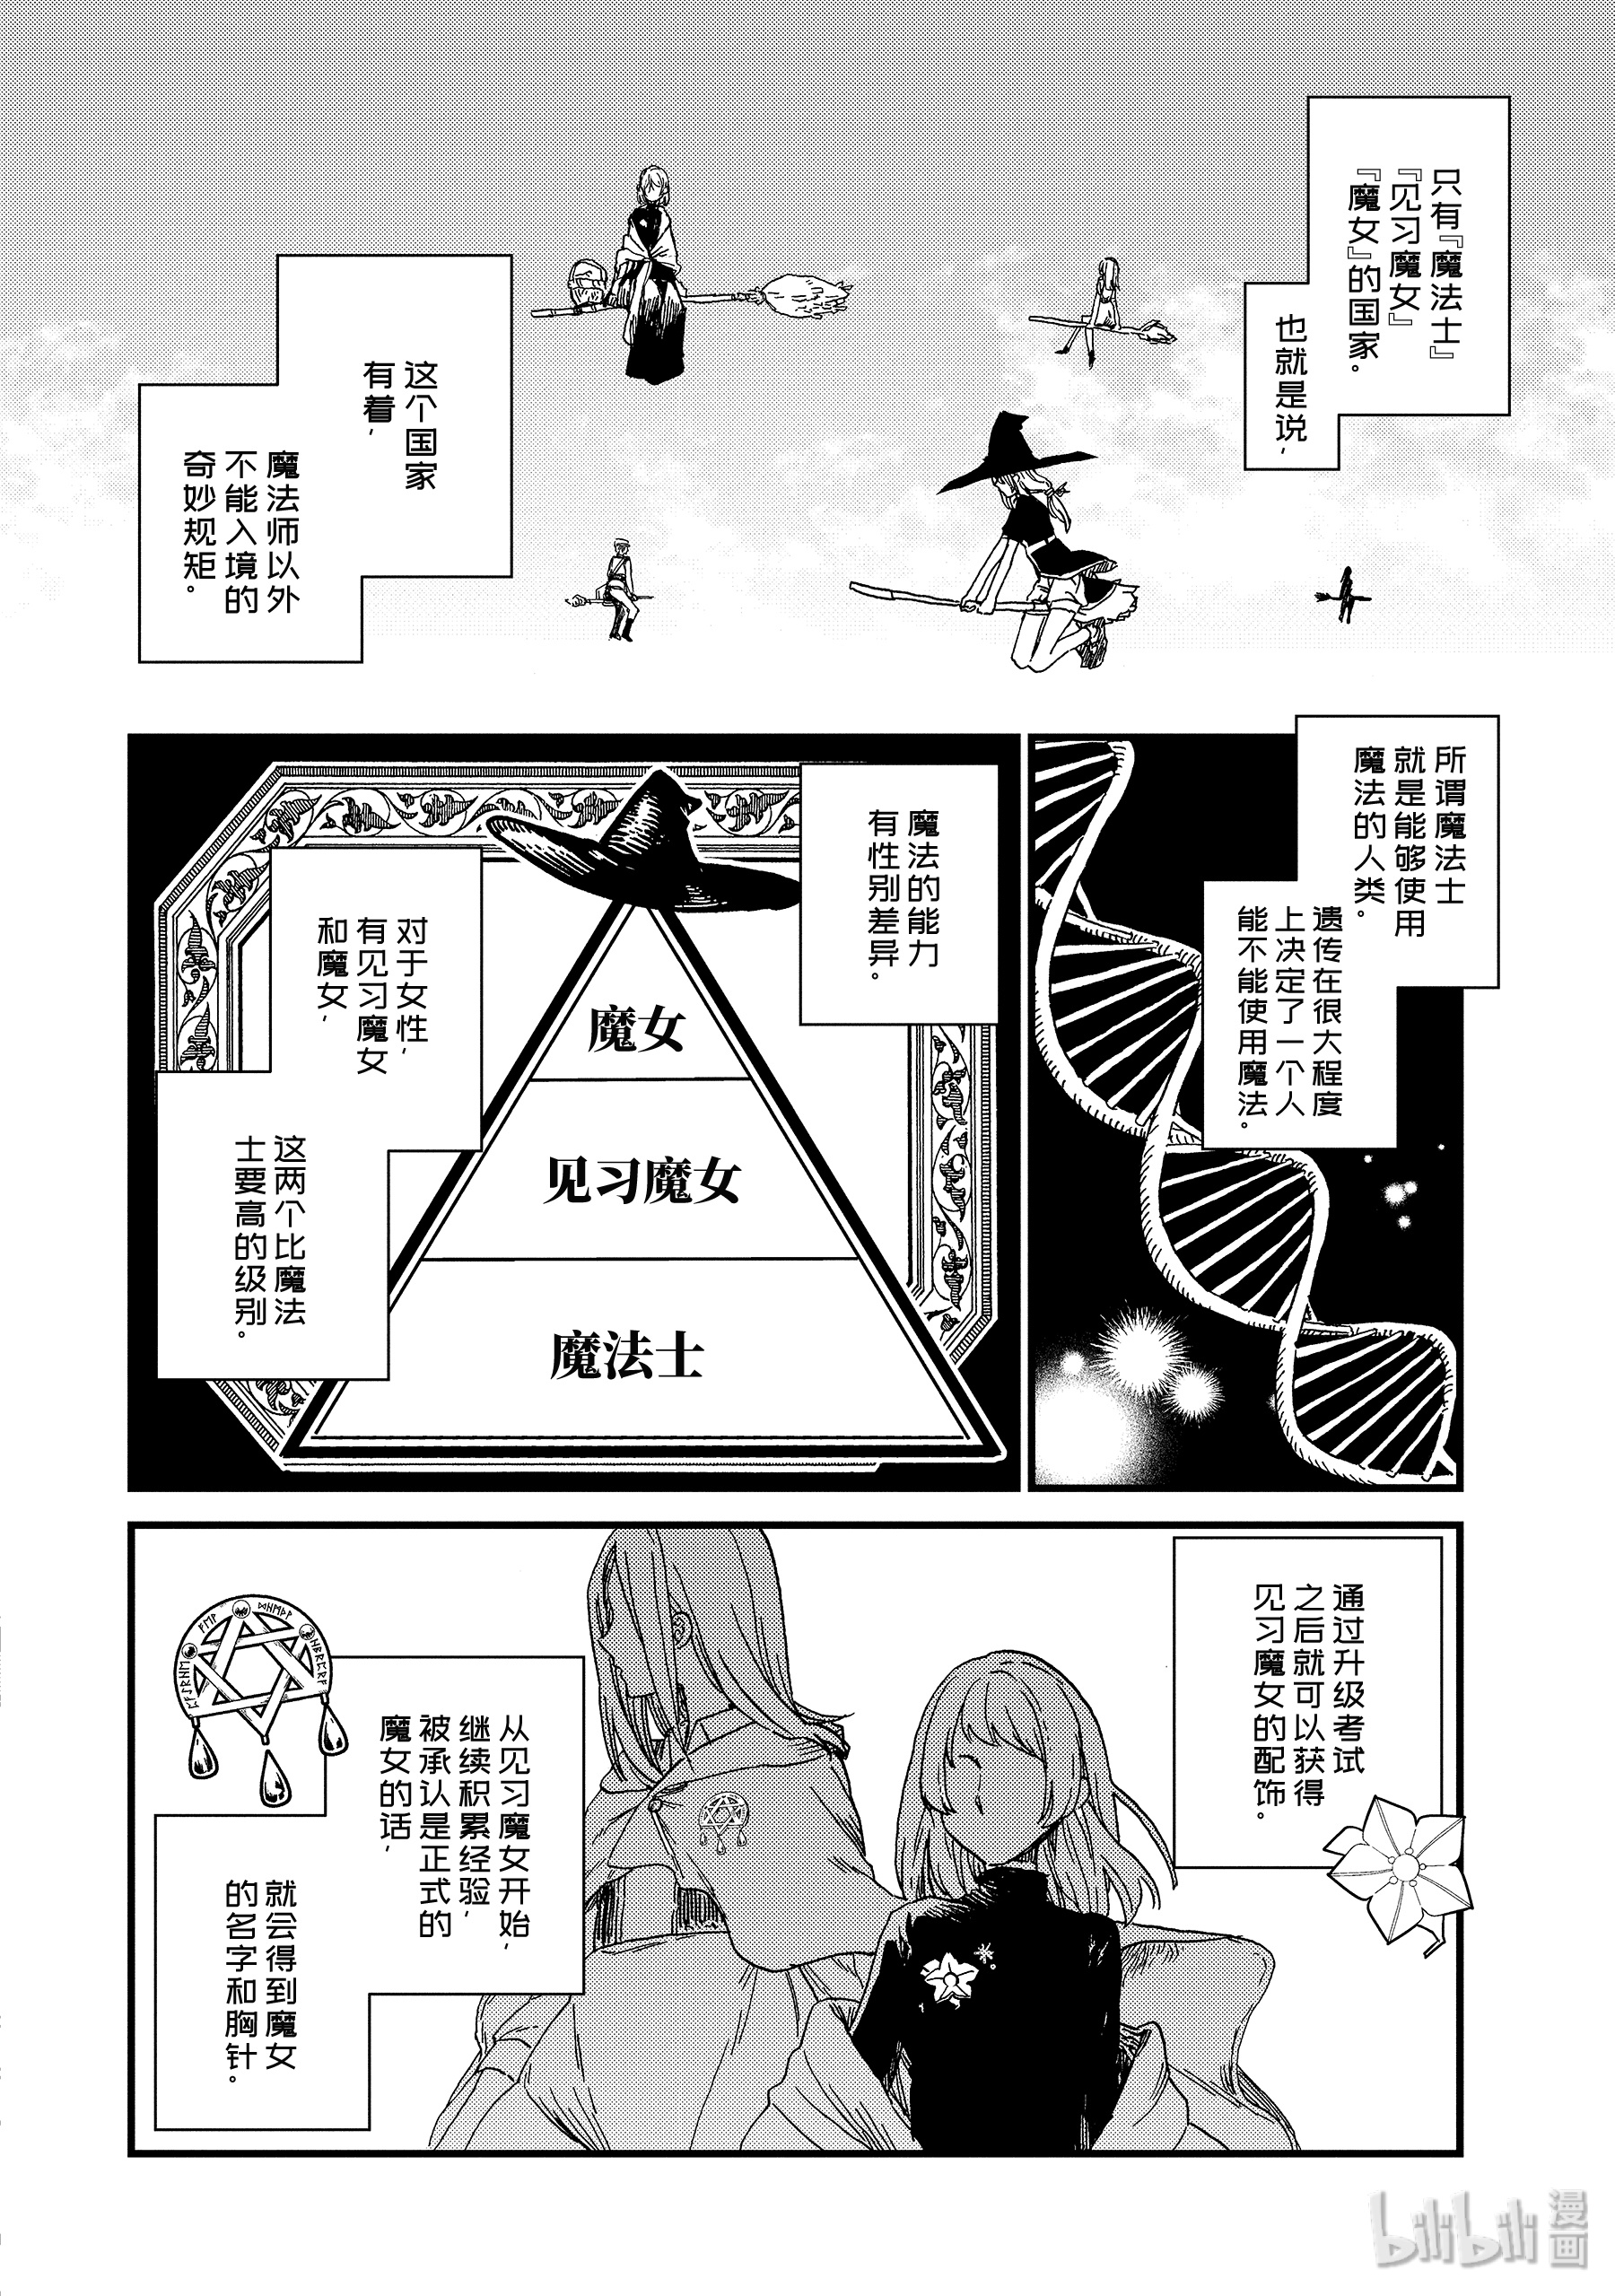 只有『魔法士』
『见习魔女』
『魔女』的国家。
也就是说，
这个国家
有着，
魔法师以外
不能入境的
奇妙规矩。
所谓魔法士
就是能够使用
魔法的人类。
遗传在很大程度
上决定了一个人
能不能使用魔法。
魔法的能力
有性别差异。
对于女性，
有见习魔女
和魔女，
这两个比魔法
士要高的级别。
魔女
见习魔女
魔法士
通过升级考试
之后就可以获得
见习魔女的配饰。
从见习魔女开始，
继续积累经验，
被承认是正式的
魔女的话，
就会得到魔女
的名字和胸针。
bilibili
漫画